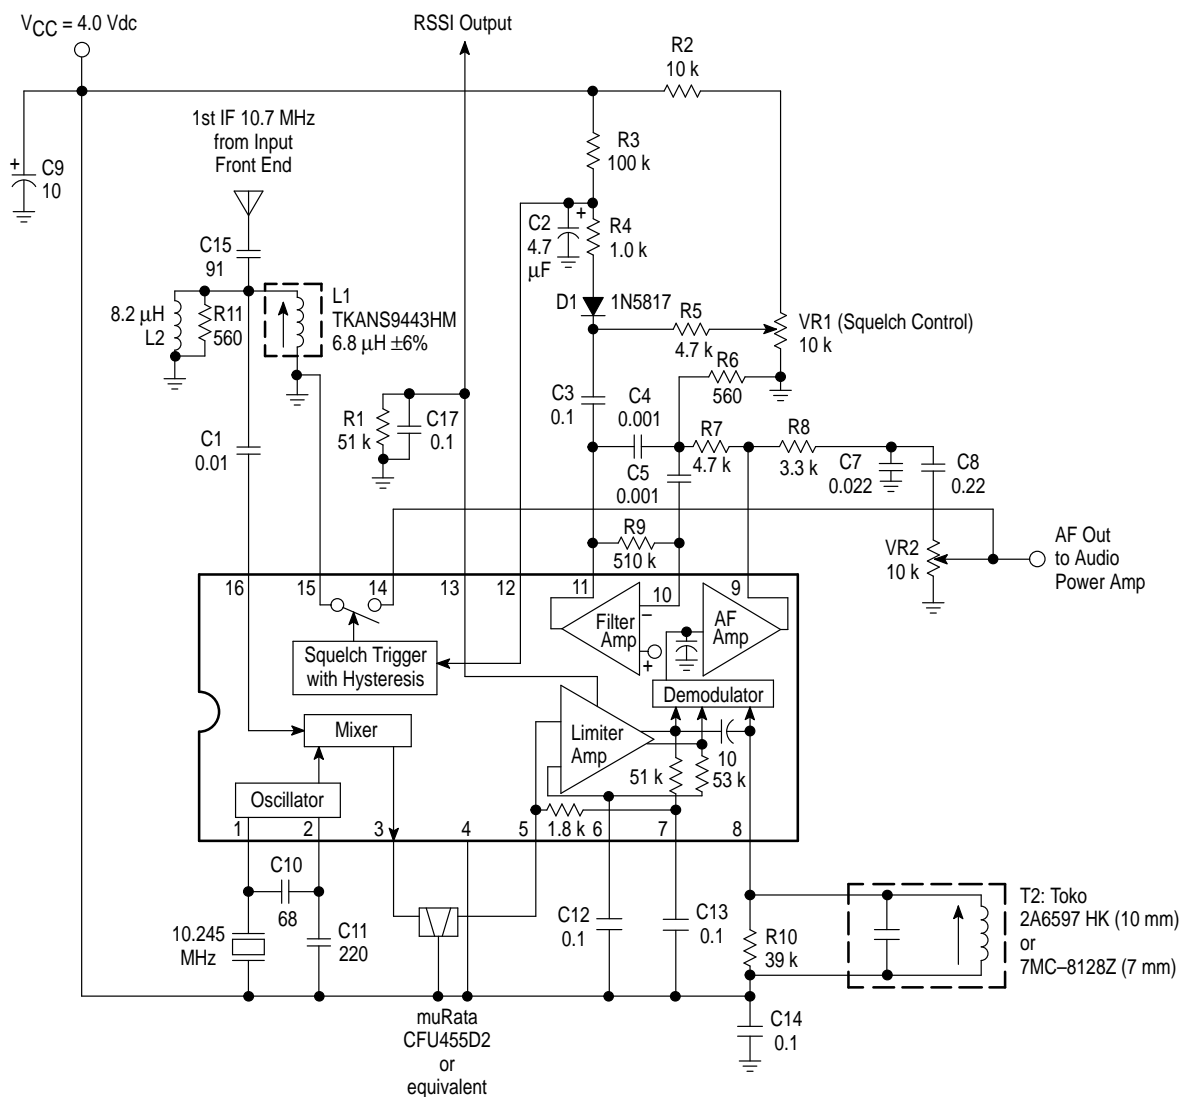 VCC = 4.0 Vdc
RSSI Output
R2
10 k
1st IF 10.7 MHz
from Input
Front End
R3
100 k
+
C9
10
C2
4.7
µF
+
R4
1.0 k
C15
91
8.2 µH
L2
R11
560
L1
TKANS9443HM
6.8 µH ±6%
D1
1N5817
R5
4.7 k
VR1 (Squelch Control)
10 k
R6
560
C3
0.1
C4
0.001
R1
51 k
C17
0.1
C1
0.01
R7
4.7 k
R8
3.3 k
C5
0.001
C7
0.022
C8
0.22
R9
510 k
VR2
10 k
AF Out
to Audio
Power Amp
16
15
14
13
12
11
10
9
Filter
Amp
–
+
AF
Amp
Squelch Trigger
with Hysteresis
Demodulator
Mixer
Limiter
Amp
10
51 k
53 k
Oscillator
1.8 k
1
2
3
4
5
6
7
8
C10
68
10.245
MHz
C11
220
C12
0.1
C13
0.1
R10
39 k
T2: Toko
2A6597 HK (10 mm)
or
7MC–8128Z (7 mm)
muRata
CFU455D2
or
equivalent
C14
0.1